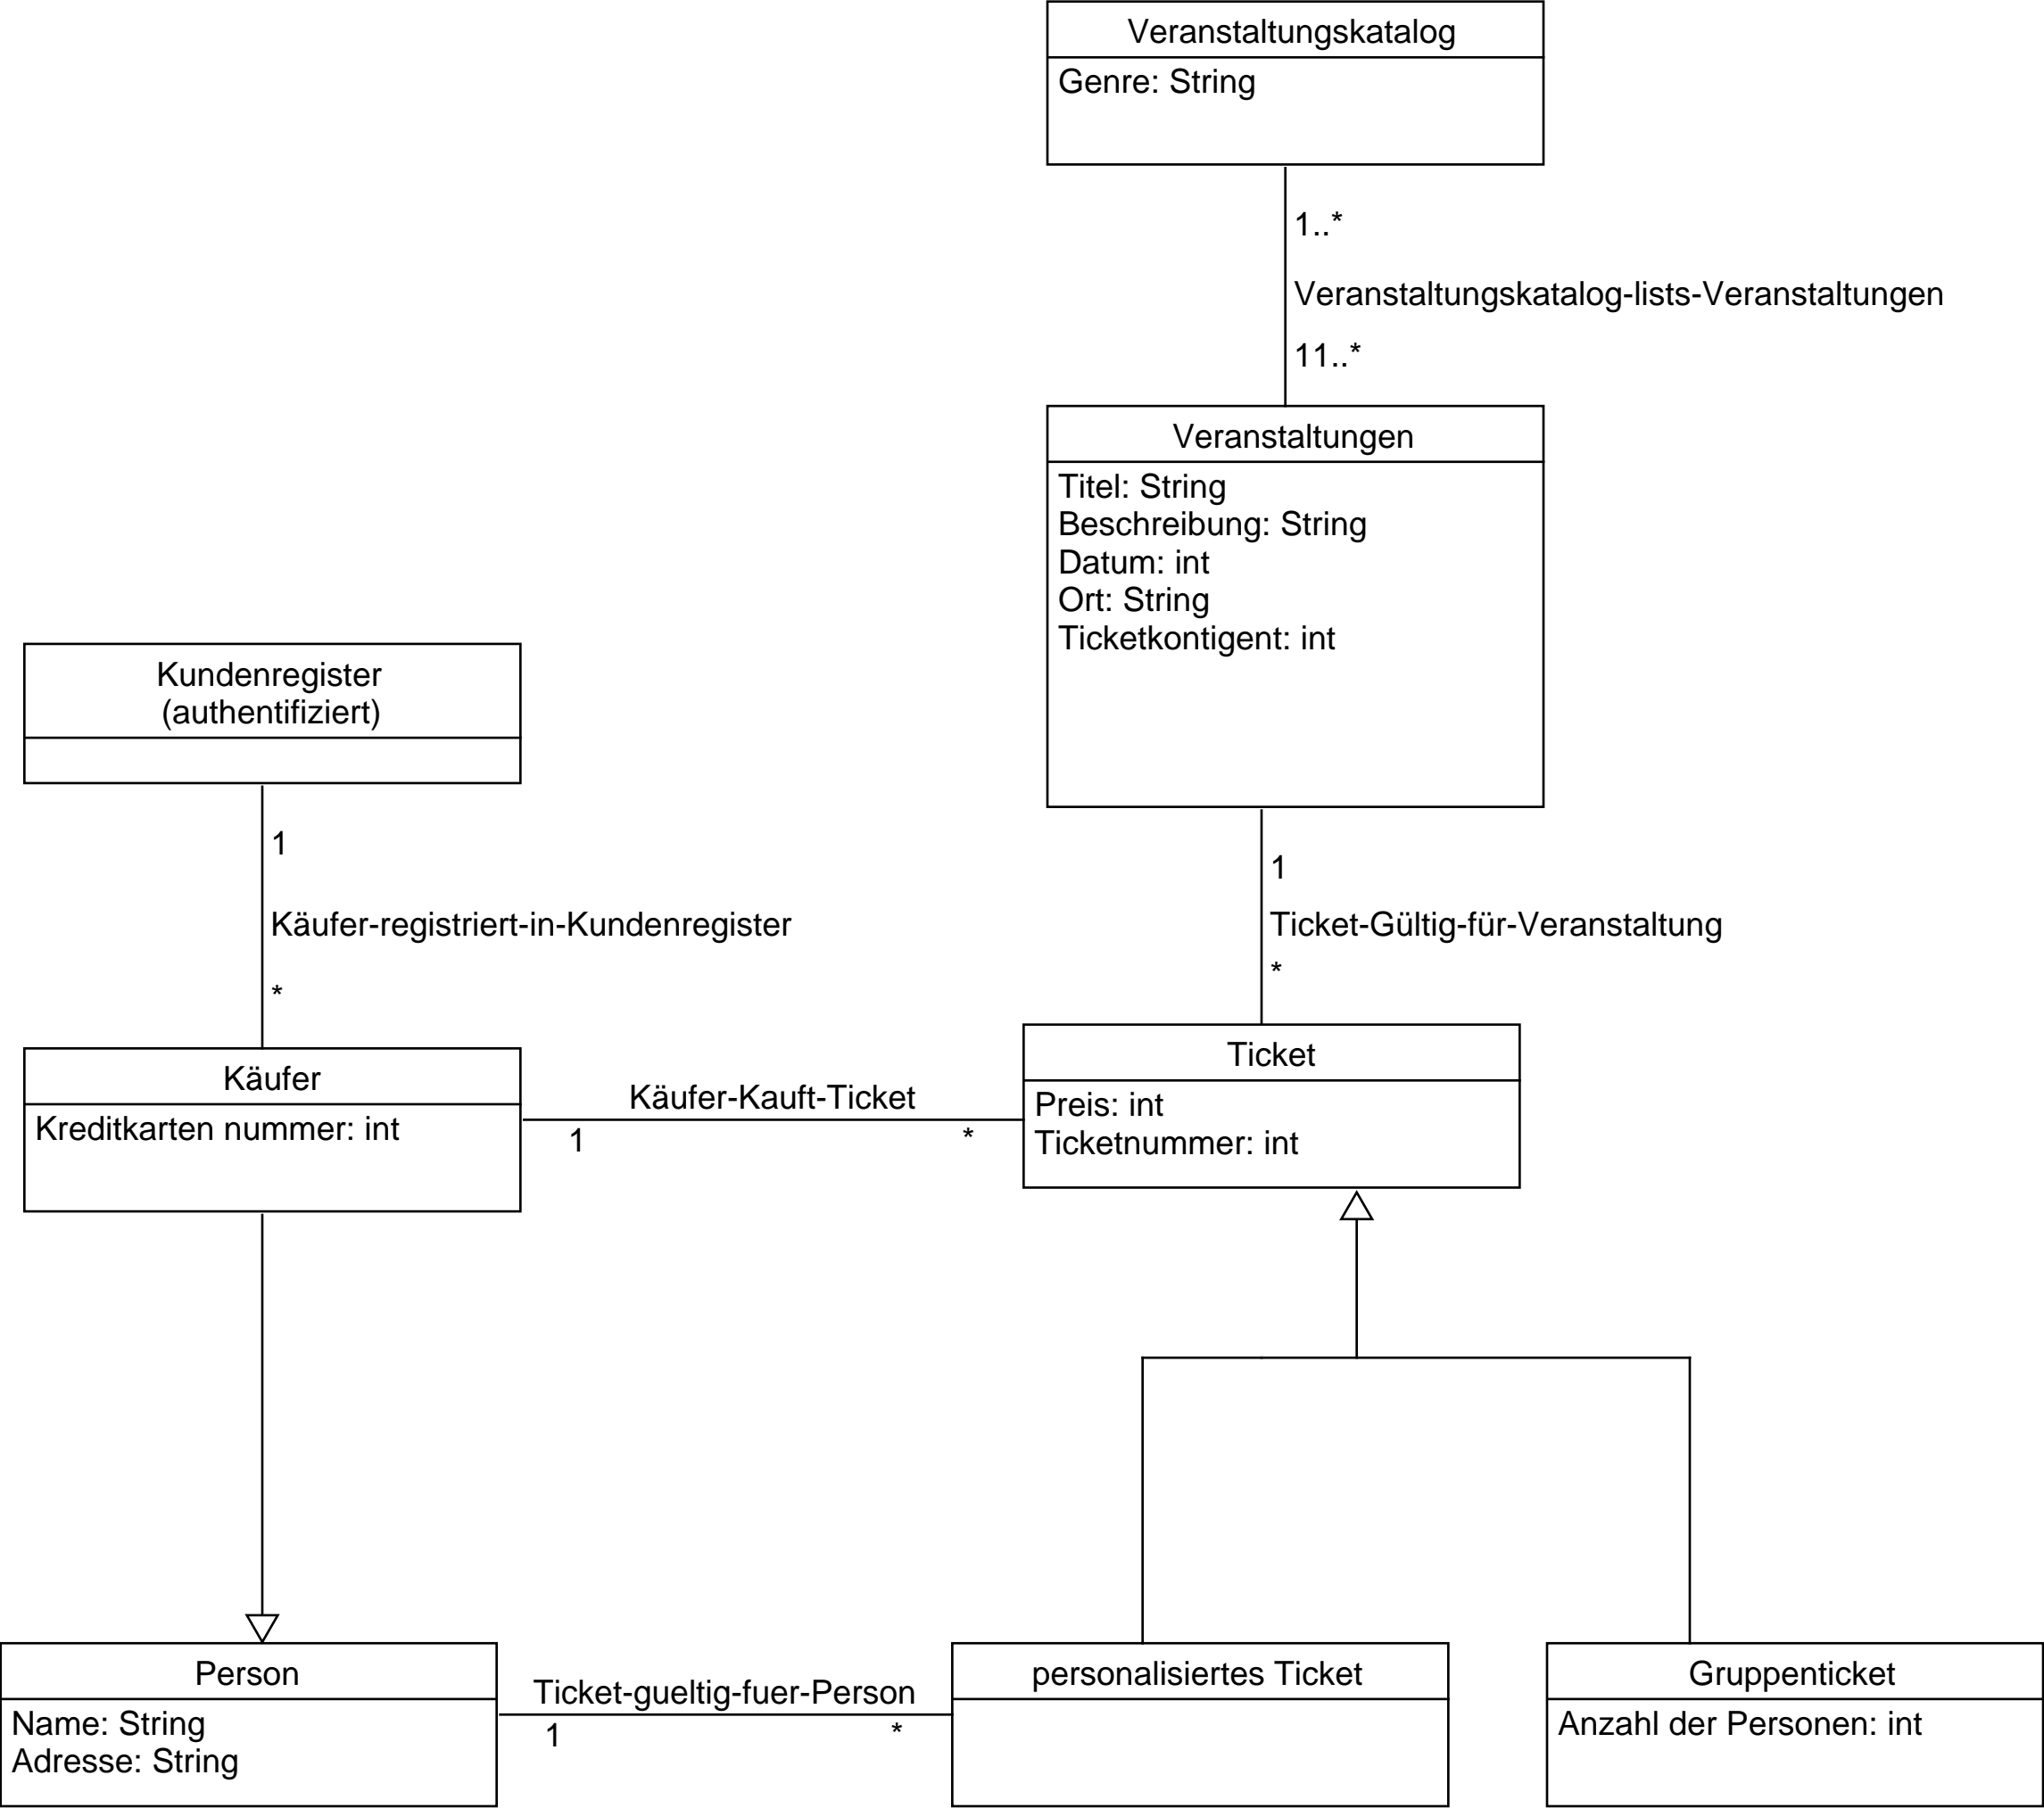 Veranstaltungskatalog
Genre: String
1..*
Veranstaltungskatalog-lists-Veranstaltungen
11..*
Veranstaltungen
Titel: String
Beschreibung: String
Datum: int
Ort: String
Ticketkontigent: int
Kundenregister
(authentifiziert)
1
Käufer-registriert-in-Kundenregister
*
1
Ticket-Gültig-für-Veranstaltung
*
Käufer
Kreditkarten nummer: int
Käufer-Kauft-Ticket
1 *
Ticket
Preis: int
Ticketnummer: int
Person
Name: String
Adresse: String
Ticket-gueltig-fuer-Person
1 *
personalisiertes Ticket
Gruppenticket
Anzahl der Personen: int